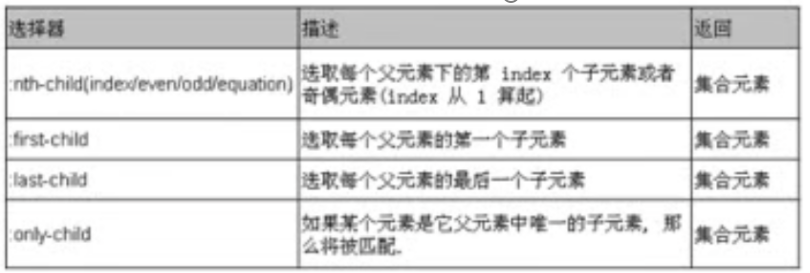 选择器 描述 返回
:nth-child(index/even/odd/equation) 选取每个父元素下的第 index 个子元素或者
奇偶元素(index 从 1 算起) 集合元素
:first-child 选取每个父元素的第一个子元素 集合元素
:last-child 选取每个父元素的最后一个子元素 集合元素
:only-child 如果某个元素是它父元素中唯一的子元素, 那
么将被匹配. 集合元素